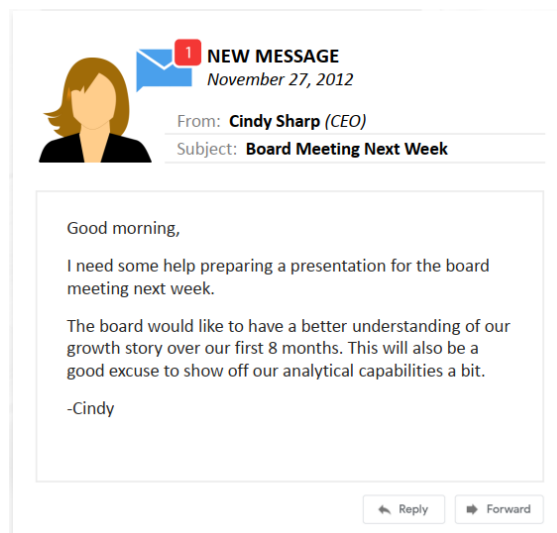 1
NEW MESSAGE
November 27, 2012
From: Cindy Sharp (CEO)
Subject: Board Meeting Next Week
Good morning,
I need some help preparing a presentation for the board
meeting next week.
The board would like to have a better understanding of our
growth story over our first 8 months. This will also be a
good excuse to show off our analytical capabilities a bit.
-Cindy
Reply
Forward